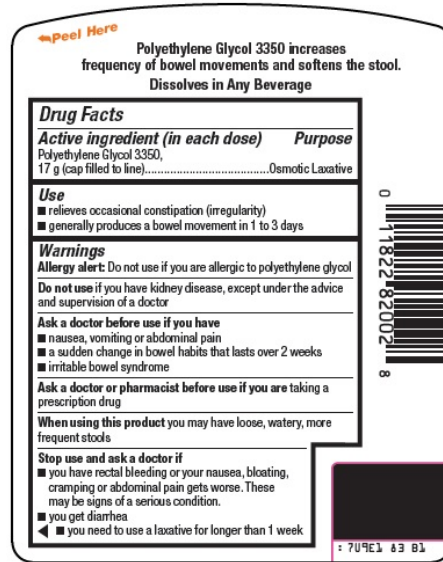 Peel Here
Polyethylene Glycol 3350 increases
frequency of bowel movements and softens the stool.
Dissolves in Any Beverage
Drug Facts
Active ingredient (in each dose) Purpose
Polyethylene Glycol 3350,
17 g (cap filled to line).......................................Osmotic Laxative
Use
■ relieves occasional constipation (irregularity)
■ generally produces a bowel movement in 1 to 3 days
Warnings
Allergy alert: Do not use if you are allergic to polyethylene glycol
Do not use if you have kidney disease, except under the advice
and supervision of a doctor
Ask a doctor before use if you have
■ nausea, vomiting or abdominal pain
■ a sudden change in bowel habits that lasts over 2 weeks
■ irritable bowel syndrome
Ask a doctor or pharmacist before use if you are taking a
prescription drug
When using this product you may have loose, watery, more
frequent stools
Stop use and ask a doctor if
■ you have rectal bleeding or your nausea, bloating,
cramping or abdominal pain gets worse. These
may be signs of a serious condition.
■ you get diarrhea
■ you need to use a laxative for longer than 1 week
0 11822 82002 8